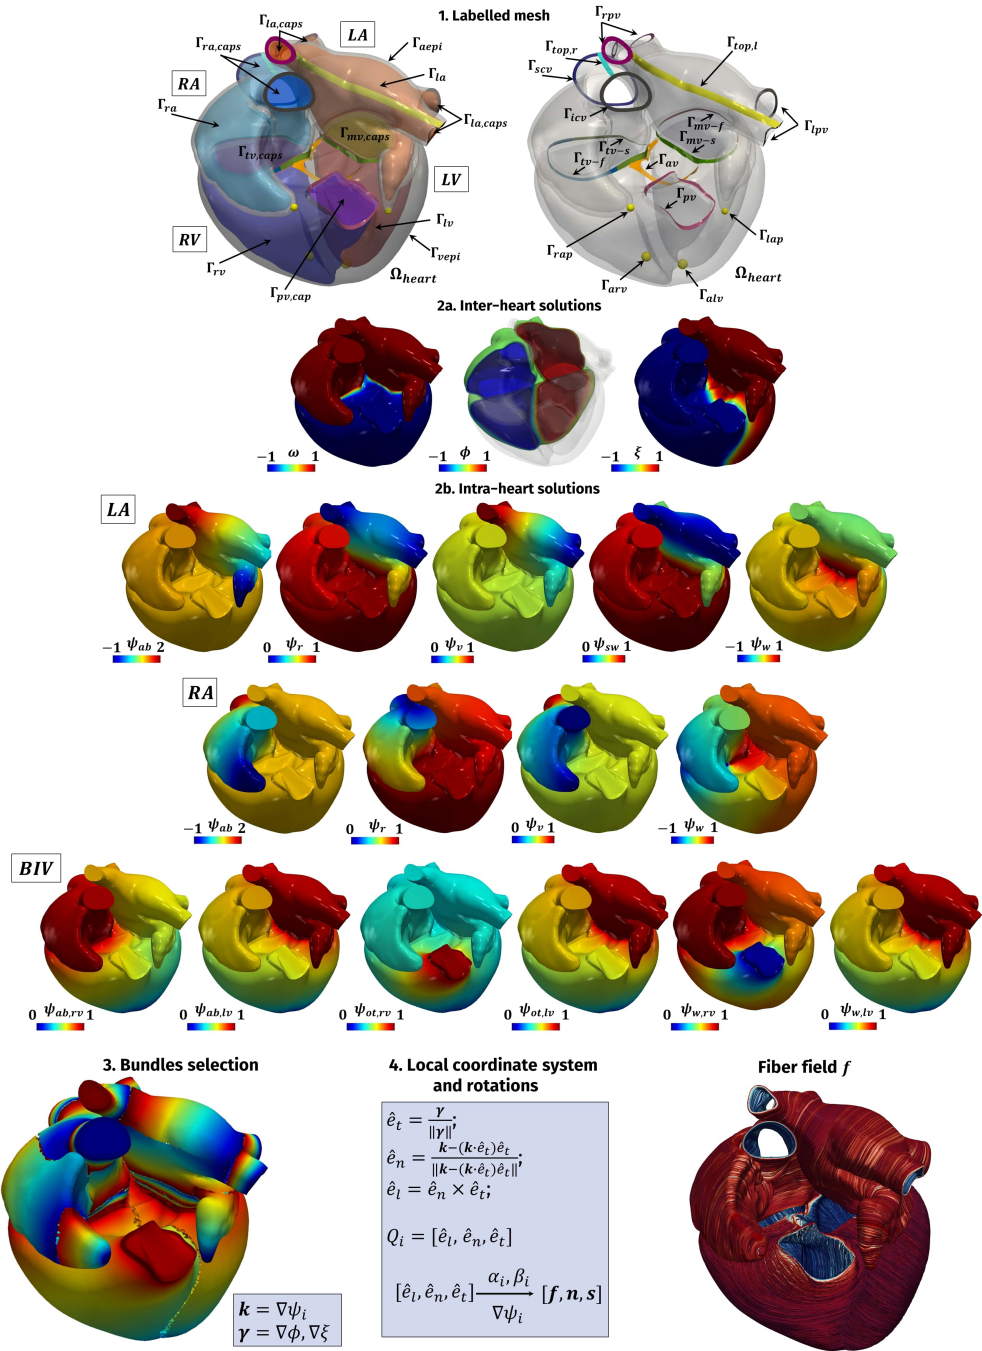 1. Labelled mesh
Γla,caps
LA
Γra,caps
Γaepi
RA
Γla
Γra
Γla,caps
Γmv,caps
Γtv,caps
LV
Γlv
RV
Γvepi
Γrv
Γpv,cap
Ωheart
Γrpv
Γtop,r
Γtop,l
Γscv
Γicv
Γlpv
Γmv−f
Γmv−s
Γtv−s
Γtv−f
Γav
Γpv
Γrap
Γlap
Γarv
Γalv
Ωheart
2a. Inter−heart solutions
−1 ω 1
−1 ϕ 1
−1 ξ 1
2b. Intra−heart solutions
LA
−1 ψab 2
0 ψr 1
0 ψv 1
0 ψsw 1
−1 ψw 1
RA
−1 ψab 2
0 ψr 1
0 ψv 1
−1 ψw 1
BIV
0 ψab,rv 1
0 ψab,lv 1
0 ψot,rv 1
0 ψot,lv 1
0 ψw,rv 1
0 ψw,lv 1
3. Bundles selection
k = ∇ψi
γ = ∇ϕ, ∇ξ
4. Local coordinate system
and rotations
êt = γ / ‖γ‖;
ên = k−(k·êt)êt / ‖k−(k·êt)êt‖;
êl = ên × êt;
Qi = [êl, ên, êt]
[êl, ên, êt] αi, βi → ∇ψi [f, n, s]
Fiber field f